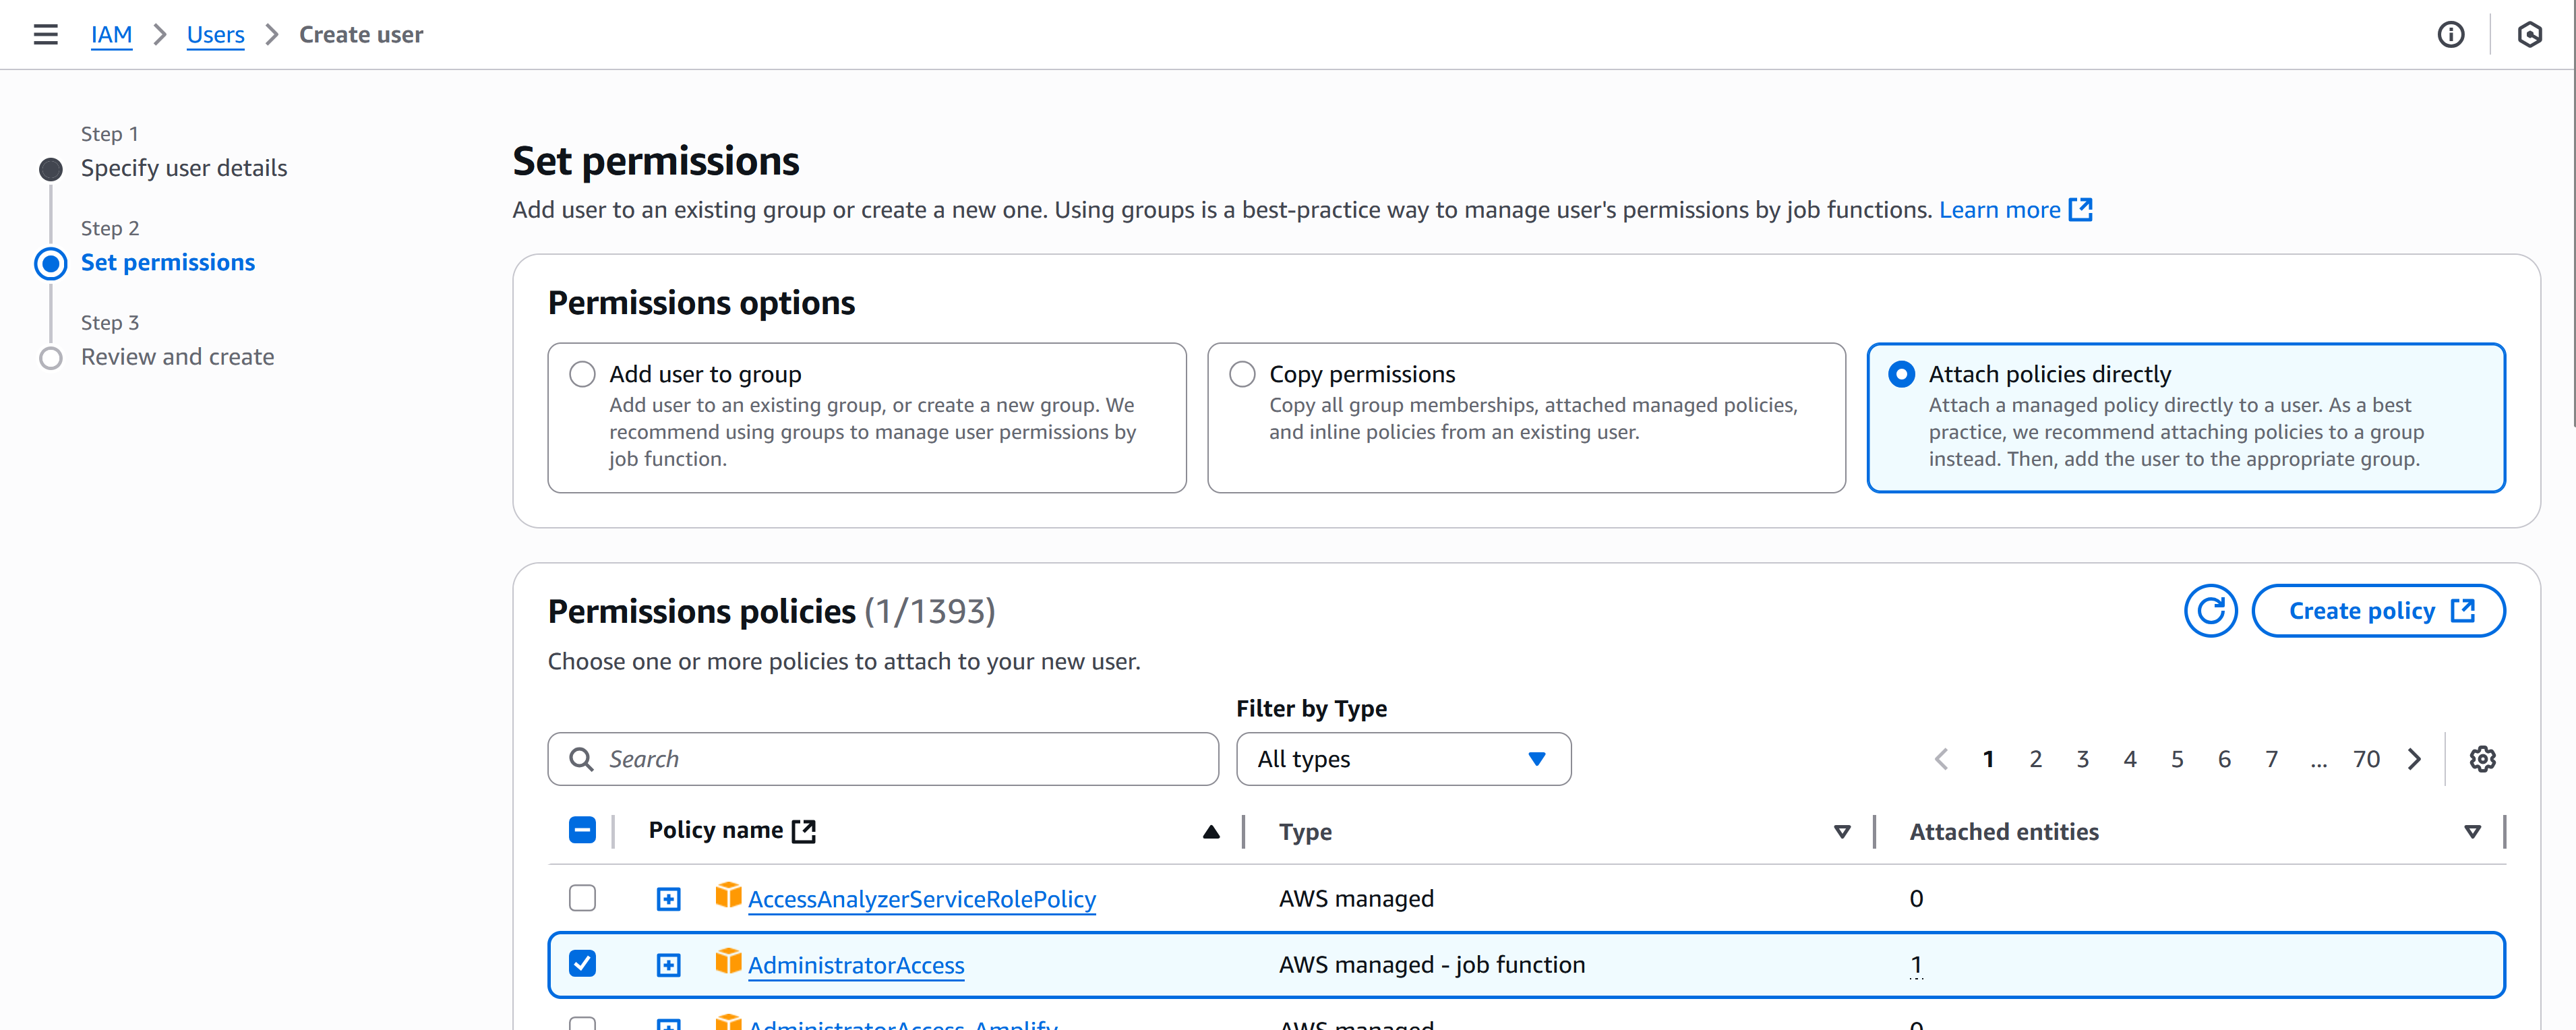 IAM > Users > Create user
Step 1
Specify user details
Step 2
Set permissions
Step 3
Review and create
Set permissions
Add user to an existing group or create a new one. Using groups is a best-practice way to manage user's permissions by job functions. Learn more
Permissions options
Add user to group
Add user to an existing group, or create a new group. We
recommend using groups to manage user permissions by
job function.
Copy permissions
Copy all group memberships, attached managed policies,
and inline policies from an existing user.
Attach policies directly
Attach a managed policy directly to a user. As a best
practice, we recommend attaching policies to a group
instead. Then, add the user to the appropriate group.
Permissions policies (1/1393)
Create policy
Choose one or more policies to attach to your new user.
Filter by Type
Search
All types
1 2 3 4 5 6 7 ... 70
Policy name Type Attached entities
AccessAnalyzerServiceRolePolicy AWS managed 0
AdministratorAccess AWS managed - job function 1
AdministratorAccess-Amplify AWS managed 0